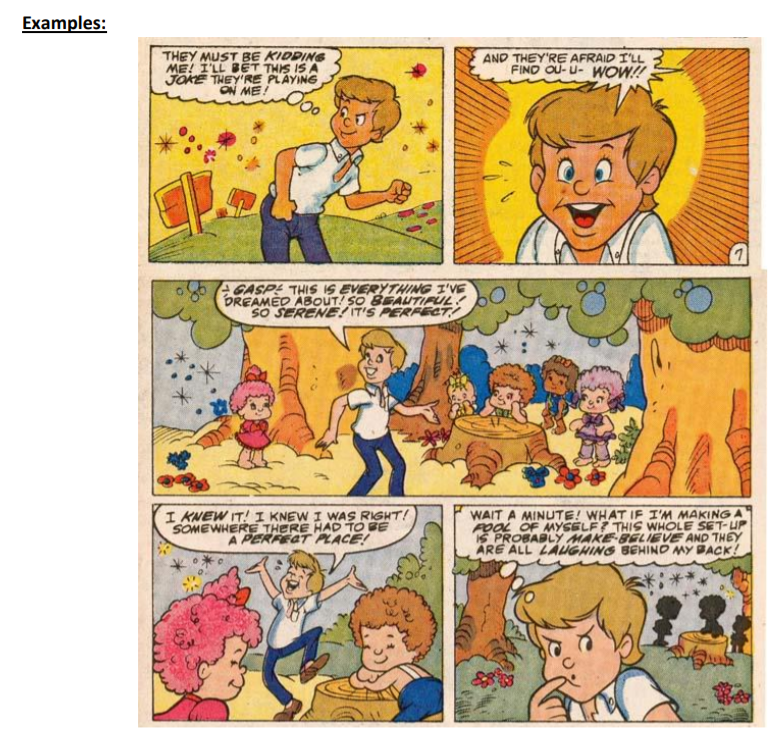 Examples:
THEY MUST BE KIDDING
ME! I'LL BET THIS IS A
JOKE THEY'RE PLAYING
ON ME!
AND THEY'RE AFRAID I'LL
FIND OU-U- WOW!!
7
-GASP- THIS IS EVERYTHING I'VE
DREAMED ABOUT! SO BEAUTIFUL!
SO SERENE! IT'S PERFECT!
I KNEW IT! I KNEW I WAS RIGHT!
SOMEWHERE THERE HAD TO BE
A PERFECT PLACE!
WAIT A MINUTE! WHAT IF I'M MAKING A
FOOL OF MYSELF? THIS WHOLE SET-UP
IS PROBABLY MAKE-BELIEVE AND THEY
ARE ALL LAUGHING BEHIND MY BACK!